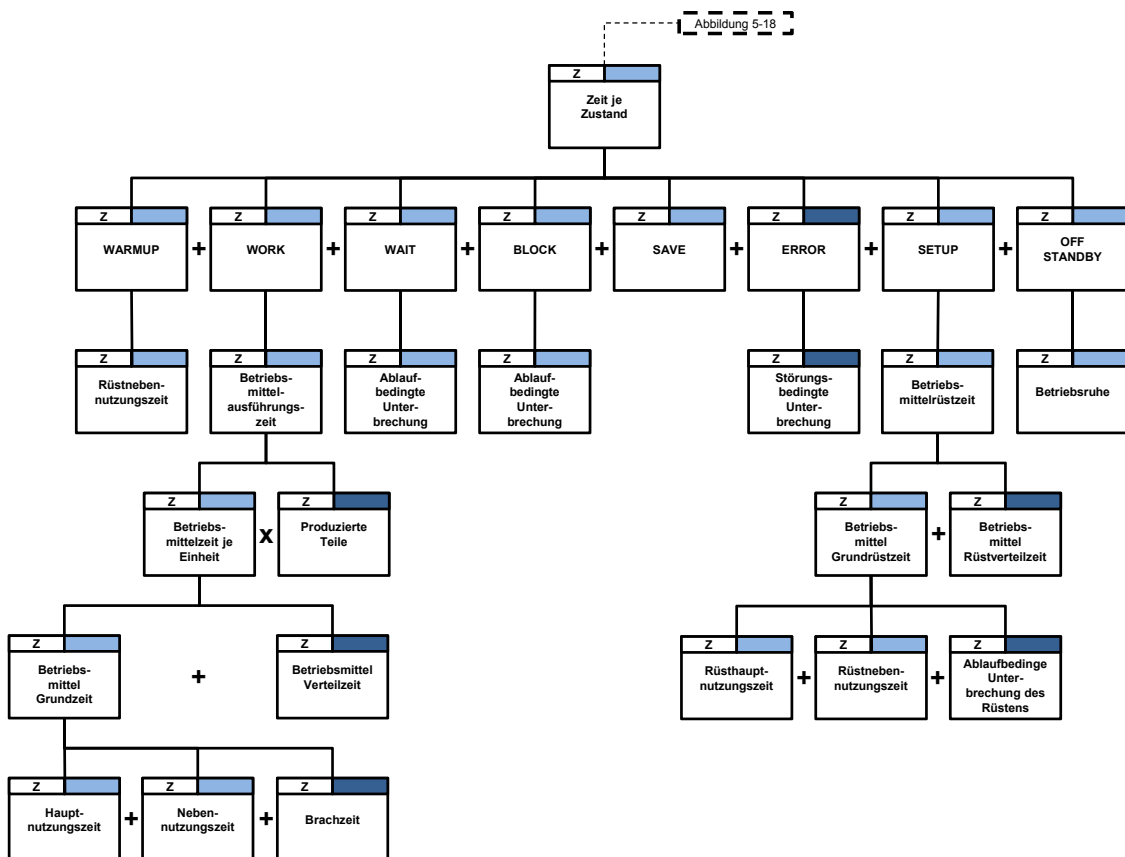 Abbildung 5-18
Z
Zeit je
Zustand
Z
WARMUP
+
Z
WORK
+
Z
WAIT
+
Z
BLOCK
+
Z
SAVE
+
Z
ERROR
+
Z
SETUP
+
Z
OFF
STANDBY
Z
Rüstneben-
nutzungszeit
Z
Betriebs-
mittel-
ausführungs-
zeit
Z
Ablauf-
bedingte
Unter-
brechung
Z
Ablauf-
bedingte
Unter-
brechung
Z
Störungs-
bedingte
Unter-
brechung
Z
Betriebs-
mittelrüstzeit
Z
Betriebsruhe
Z
Betriebs-
mittelzeit je
Einheit
x
Z
Produzierte
Teile
Z
Betriebs-
mittel
Grundrüstzeit
+
Z
Betriebs-
mittel
Rüstverteilzeit
Z
Betriebs-
mittel
Grundzeit
+
Z
Betriebsmittel
Verteilzeit
Z
Rüsthaupt-
nutzungszeit
+
Z
Rüstneben-
nutzungszeit
+
Z
Ablaufbedinge
Unter-
brechung des
Rüstens
Z
Haupt-
nutzungszeit
+
Z
Neben-
nutzungszeit
+
Z
Brachzeit